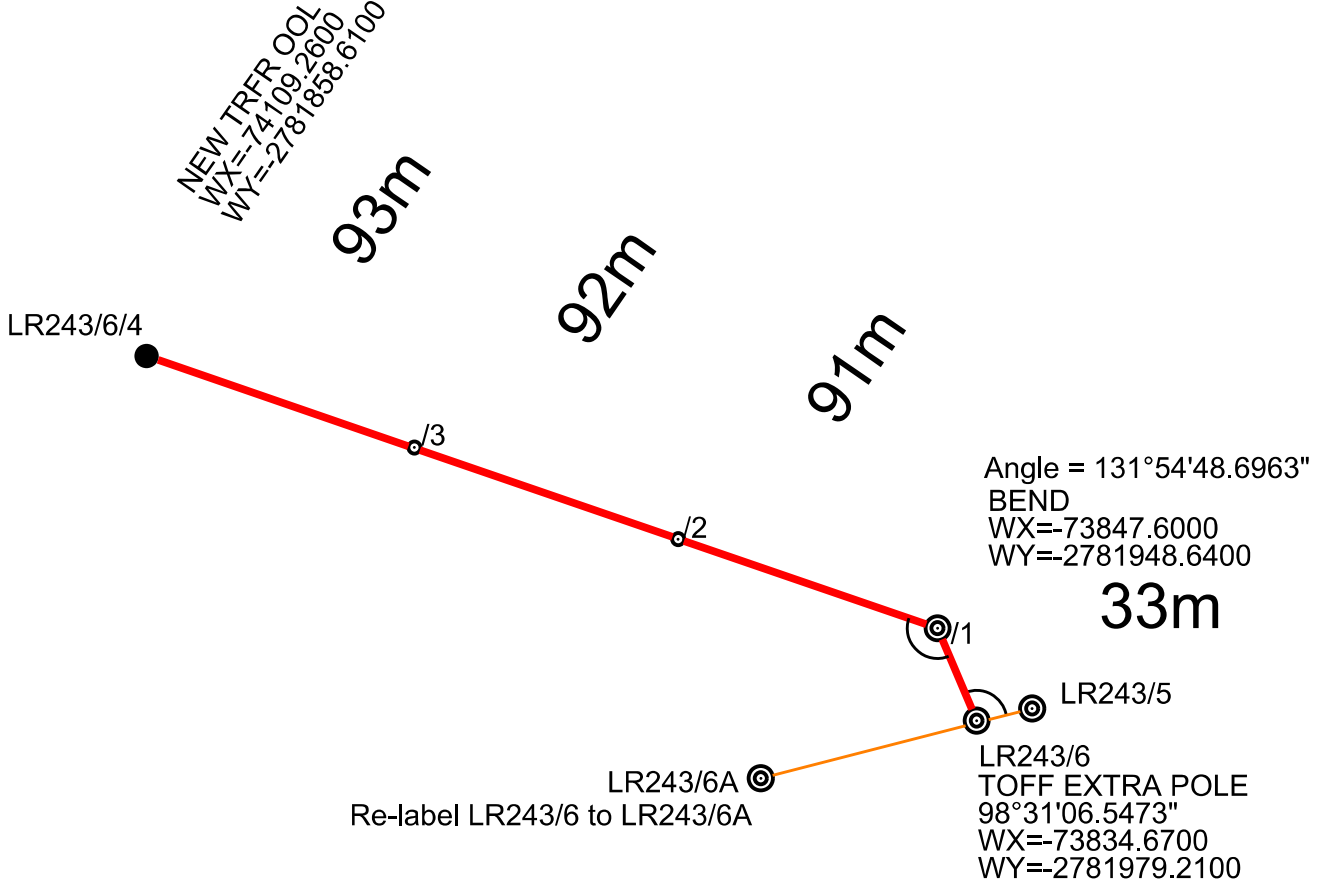 NEW TRFR OOL
WX=-74109.2600
WY=-2781858.6100
93m
92m
91m
LR243/6/4
/3
/2
/1
Angle = 131°54'48.6963"
BEND
WX=-73847.6000
WY=-2781948.6400
33m
LR243/5
LR243/6
TOFF EXTRA POLE
98°31'06.5473"
WX=-73834.6700
WY=-2781979.2100
LR243/6A
Re-label LR243/6 to LR243/6A